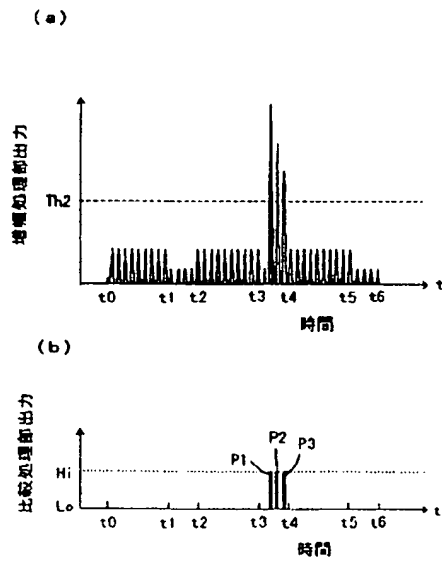 (a)
増幅処理部出力
Th2
t0 t1 t2 t3 t4 t5 t6 t
時間
(b)
比較処理部出力
P1 P2 P3
Hi
Lo
t0 t1 t2 t3 t4 t5 t6 t
時間